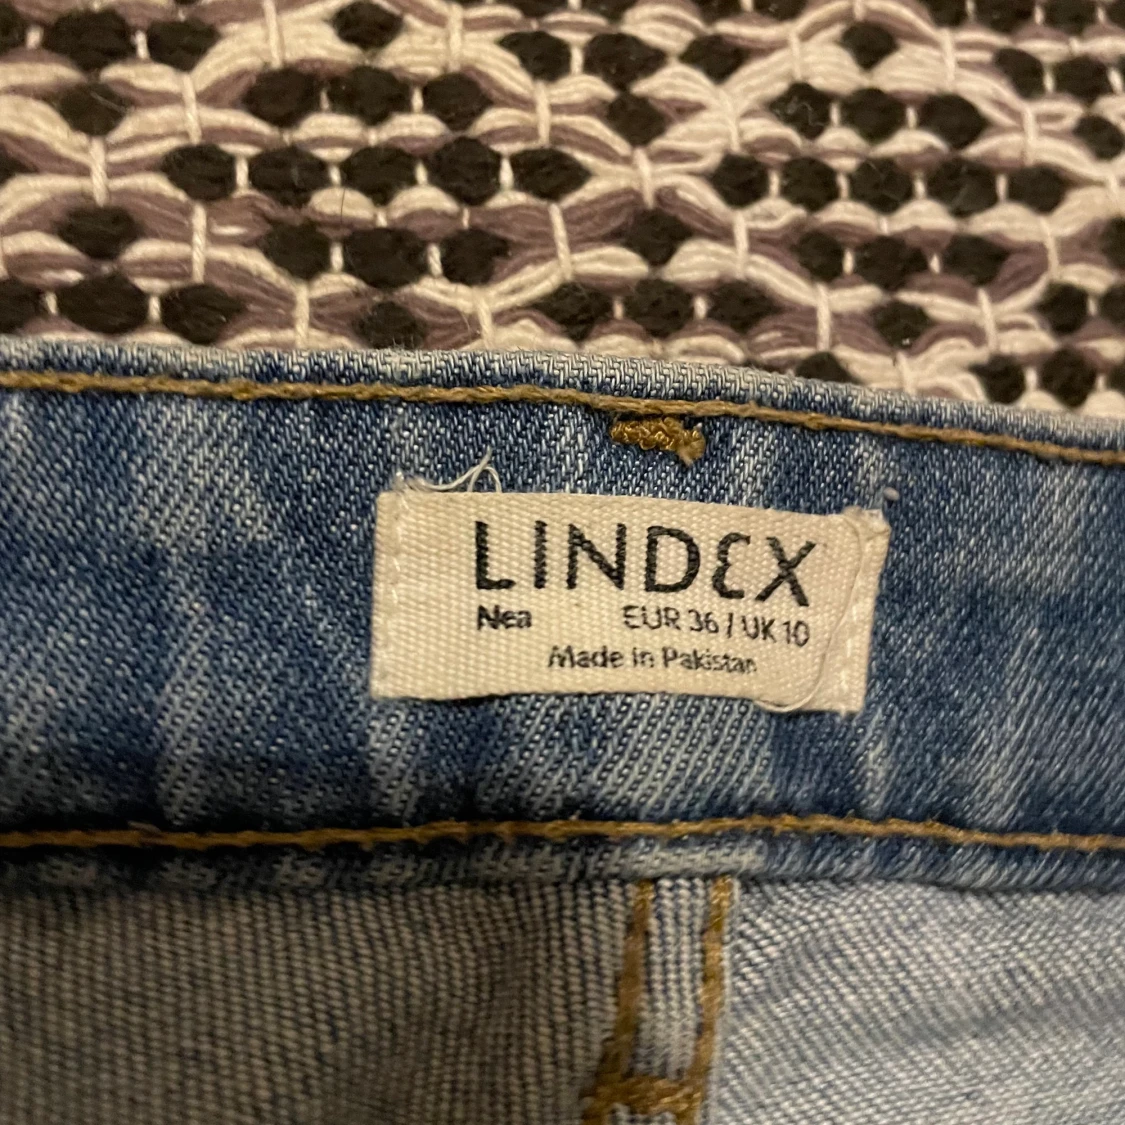 LINDEX
Nea EUR 36 / UK 10
Made in Pakistan